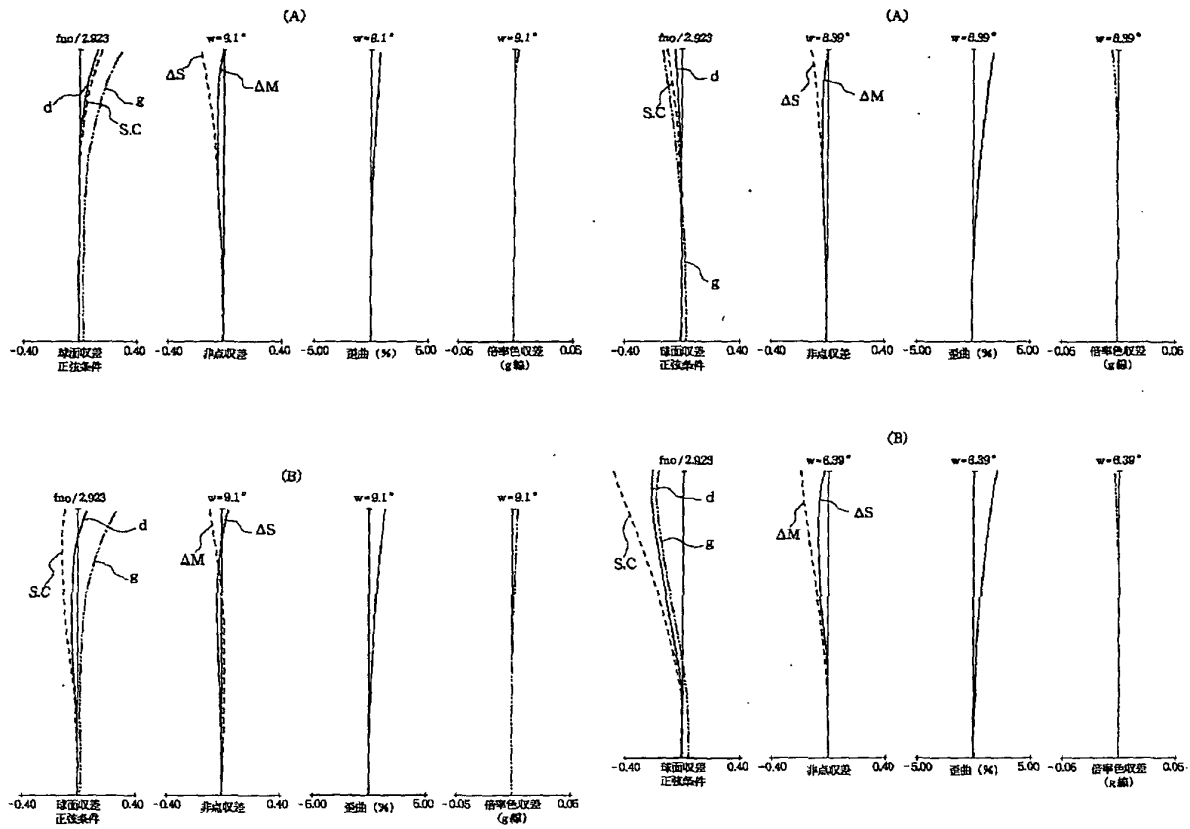 (A)
fno/2.923
w=9.1°
w=8.1°
w=9.1°
ΔS
ΔM
d
g
S.C
-0.40
球面収差
0.40
正弦条件
-0.40
非点収差
0.40
-5.00
歪曲 (%)
6.00
-0.06
倍率色収差
0.06
(g線)
(A)
fno/2.923
w=6.39°
w=6.39°
w=6.39°
d
S.C
ΔS
ΔM
g
-0.40
球面収差
0.40
正弦条件
-0.40
非点収差
0.40
-5.00
歪曲 (%)
5.00
-0.06
倍率色収差
0.05
(g線)
(B)
fno/2.923
w=9.1°
w=9.1°
w=9.1°
d
ΔS
ΔM
S.C
g
-0.40
球面収差
0.40
正弦条件
-0.40
非点収差
0.40
-5.00
歪曲 (%)
5.00
-0.05
倍率色収差
0.05
(g線)
(B)
fno/2.923
w=6.39°
w=6.39°
w=6.39°
d
ΔS
ΔM
S.C
g
-0.40
球面収差
0.40
正弦条件
-0.40
非点収差
0.40
-5.00
歪曲 (%)
5.00
-0.06
倍率色収差
0.05
(g線)